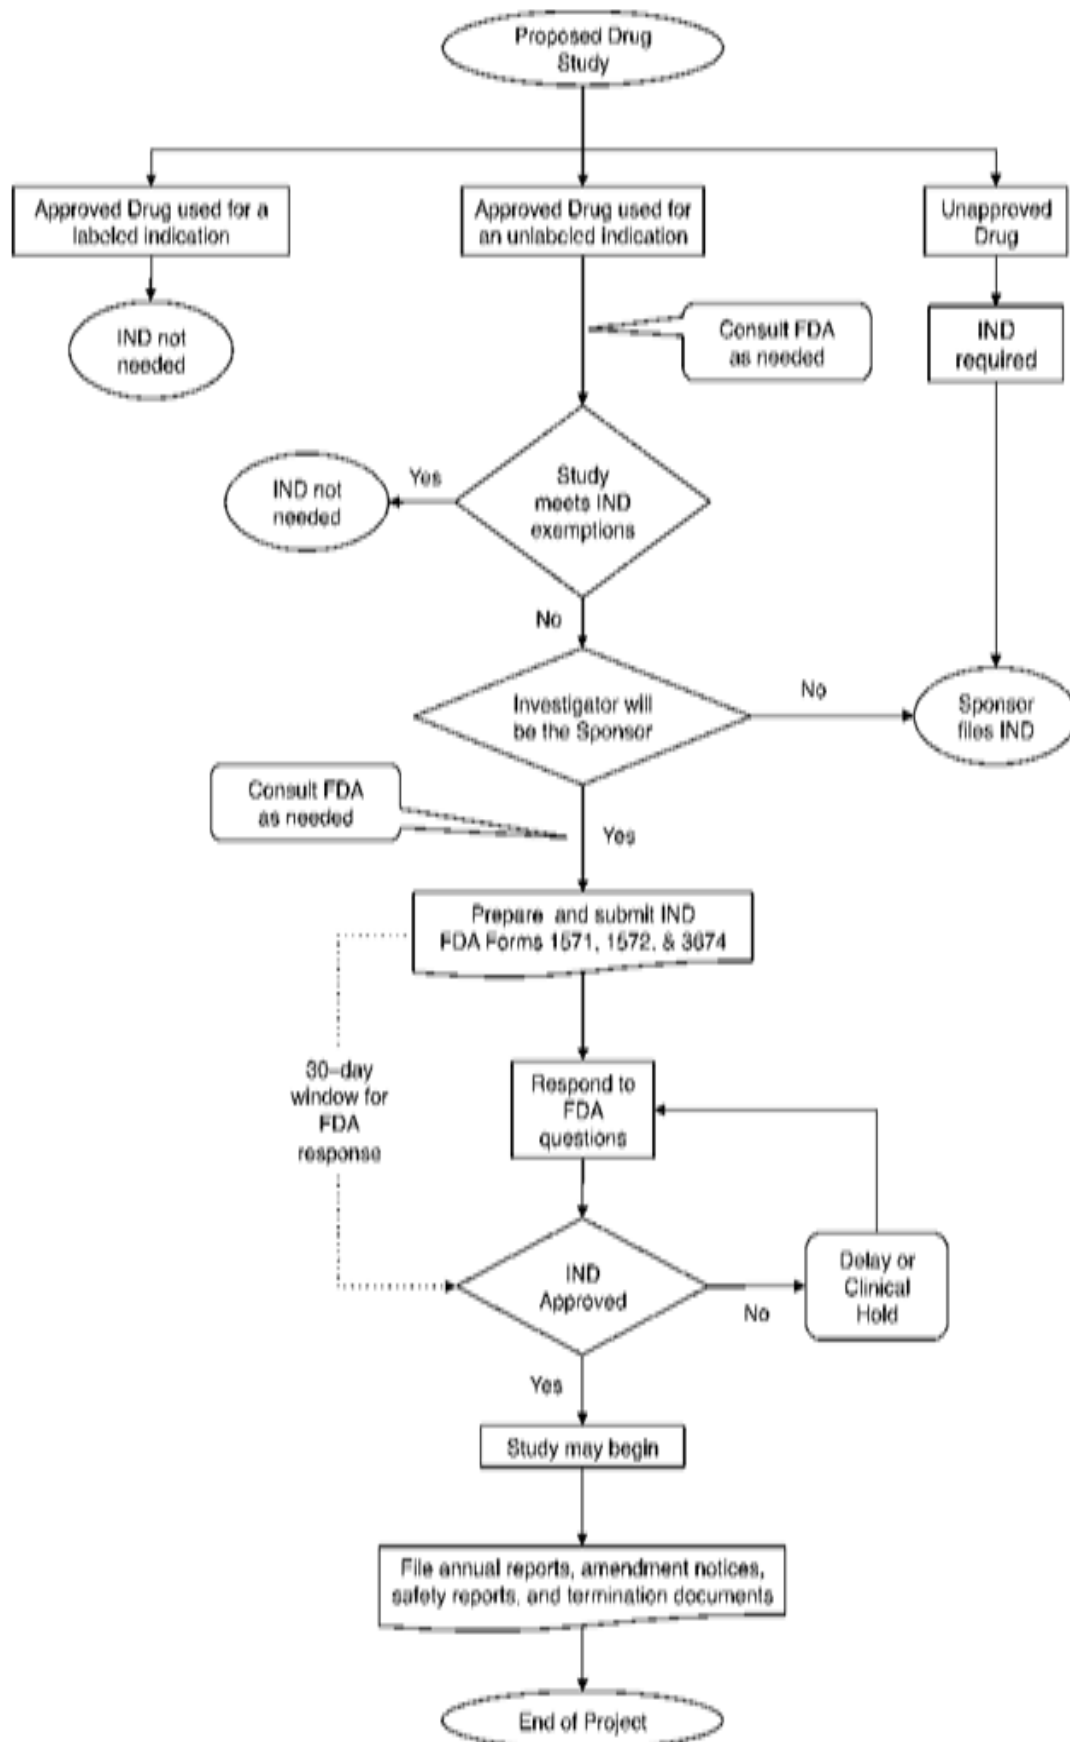 Proposed Drug
Study
Approved Drug used for a
labeled indication
Approved Drug used for
an unlabeled indication
Unapproved
Drug
IND not
needed
Consult FDA
as needed
IND
required
Study
meets IND
exemptions
Yes
IND not
needed
No
Investigator will
be the Sponsor
No
Sponsor
files IND
Consult FDA
as needed
Yes
Prepare and submit IND
FDA Forms 1571, 1572, & 3674
30-day
window for
FDA
response
Respond to
FDA
questions
IND
Approved
No
Delay or
Clinical
Hold
Yes
Study may begin
File annual reports, amendment notices,
safety reports, and termination documents
End of Project